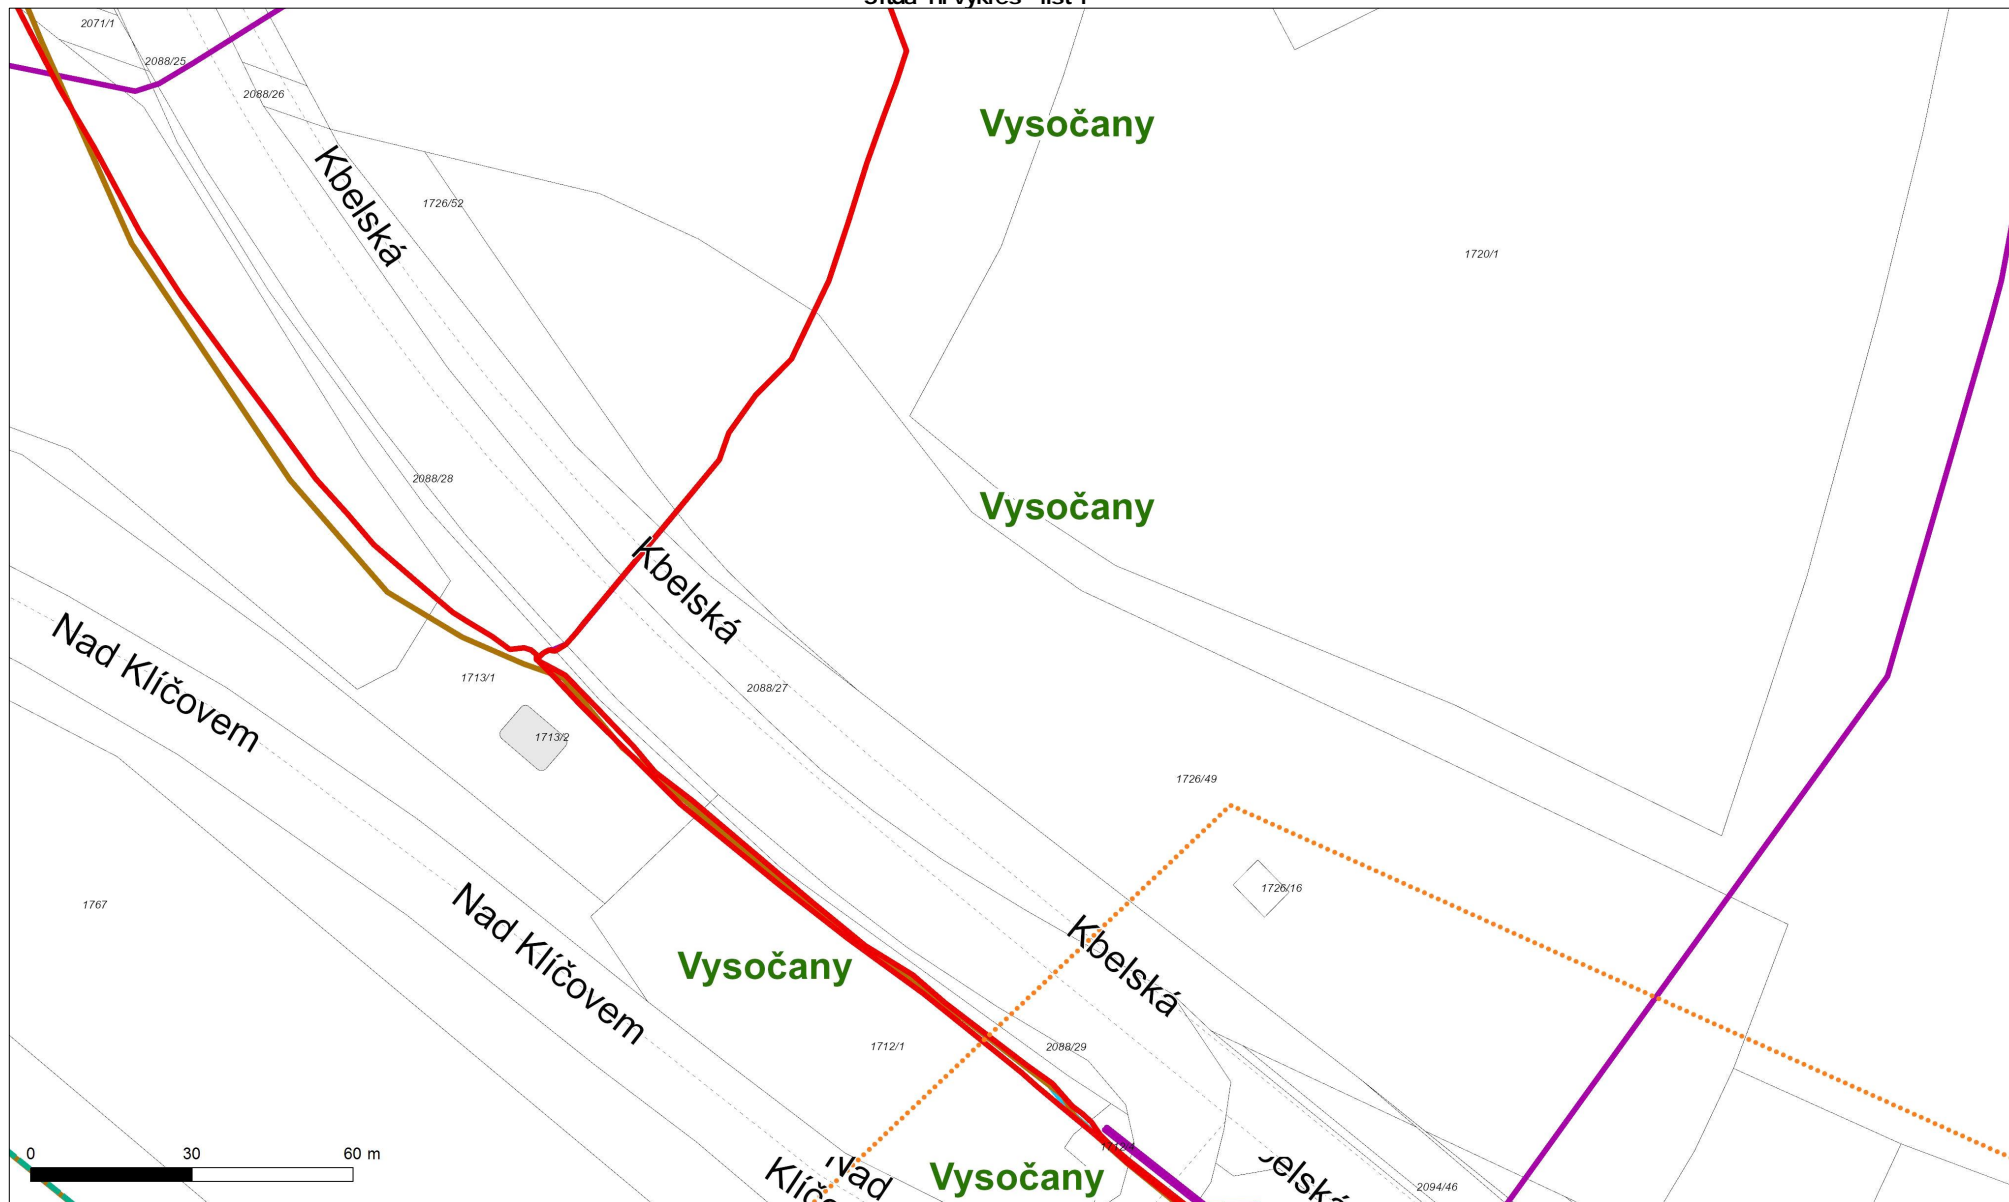 2071/1
2088/25
2088/26
Vysočany
Kbelská
1726/52
1720/1
2088/28
Vysočany
Kbelská
Nad Klíčovem
1713/1
2088/27
1713/2
1726/49
1767
1726/16
Nad Klíčovem
Kbelská
Vysočany
1712/1
2088/29
0 30 60 m
Nad
Vysočany
2094/46